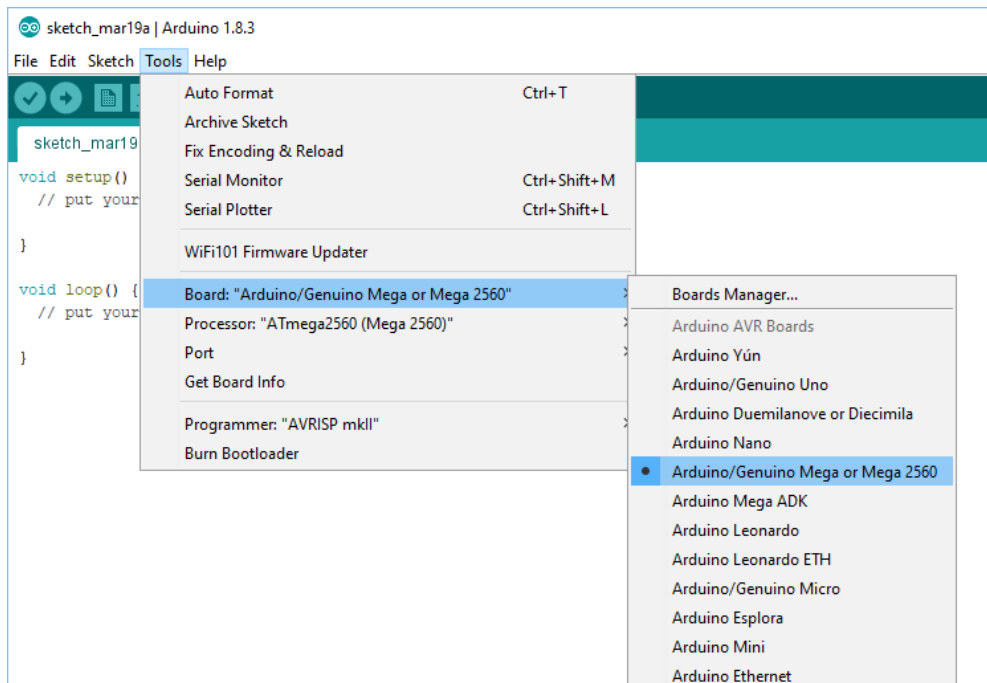 sketch_mar19a | Arduino 1.8.3
File Edit Sketch Tools Help
sketch_mar19
void setup()
// put your
}
void loop() {
// put your
}
Auto Format Ctrl+T
Archive Sketch
Fix Encoding & Reload
Serial Monitor Ctrl+Shift+M
Serial Plotter Ctrl+Shift+L
WiFi101 Firmware Updater
Board: "Arduino/Genuino Mega or Mega 2560"
Processor: "ATmega2560 (Mega 2560)"
Port
Get Board Info
Programmer: "AVRISP mkII"
Burn Bootloader
Boards Manager...
Arduino AVR Boards
Arduino Yún
Arduino/Genuino Uno
Arduino Duemilanove or Diecimila
Arduino Nano
Arduino/Genuino Mega or Mega 2560
Arduino Mega ADK
Arduino Leonardo
Arduino Leonardo ETH
Arduino/Genuino Micro
Arduino Esplora
Arduino Mini
Arduino Ethernet